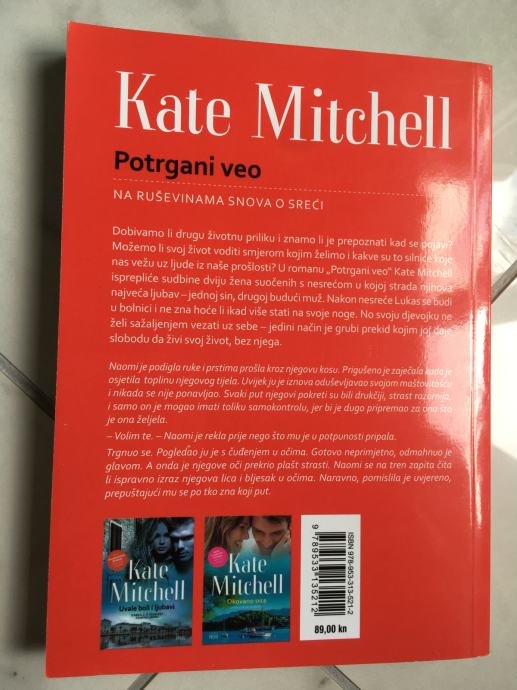 Kate Mitchell
Potrgani veo
NA RUŠEVINAMA SNOVA O SREĆI
Dobivamo li drugu životnu priliku i znamo li je prepoznati kad se pojavi?
Možemo li svoj život voditi smjerom kojim želimo i kakve su to silnice koje
nas vežu uz ljude iz naše prošlosti? U romanu „Potrgani veo” Kate Mitchell
isprepliće sudbine dviju žena suočenih s nesrećom u kojoj strada njihova
najveća ljubav – jednoj sin, drugoj budući muž. Nakon nesreće Lukas se budi
u bolnici i ne zna hoće li ikad više stati na svoje noge. No svoju djevojku ne
želi sažaljenjem vezati uz sebe – jedini način je grubi prekid kojim joj daje
slobodu da živi svoj život, bez njega.
Naomi je podigla ruke i prstima prošla kroz njegovu kosu. Prigušeno je zaječala kada je
osjetila toplinu njegovog tijela. Uvijek ju je iznova oduševljavao svojom maštovitošću
i nikada se nije ponavljao. Svaki put njegovi pokreti su bili drukčiji, strast razornija,
i samo on je mogao imati toliku samokontrolu, jer bi je dugo pripremao za ono što
je ona željela.
– Volim te. – Naomi je rekla prije nego što mu je u potpunosti pripala.
Trgnuo se. Pogledao ju je s čuđenjem u očima. Gotovo neprimjetno, odmahnuo je
glavom. A onda je njegove oči prekrio plašt strasti. Naomi se na tren zapita čita
li ispravno izraz njegova lica i bljesak u očima. Naravno, pomislila je uvjereno,
prepuštajući mu se po tko zna koji put.
Kate
Mitchell
Uvale boli i ljubavi
Kate
Mitchell
Okovano srce
ISBN 978-953-313-521-2
9 789533 135212
89,00 kn